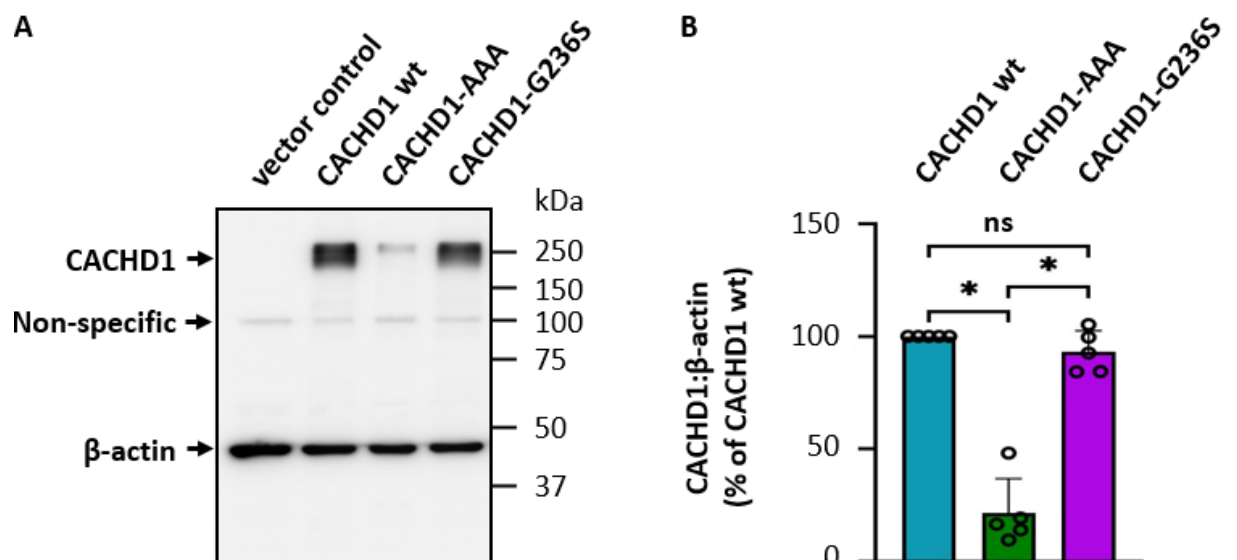 A
vector control
CACHD1 wt
CACHD1-AAA
CACHD1-G236S
kDa
CACHD1
250
150
Non-specific
100
75
50
β-actin
37
B
CACHD1 wt
CACHD1-AAA
CACHD1-G236S
CACHD1:β-actin
(% of CACHD1 wt)
150
ns
*
*
100
50
0